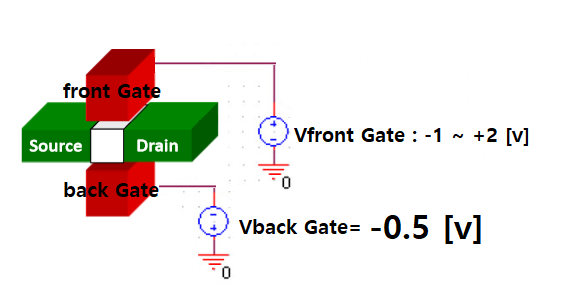 front Gate
Source
Drain
back Gate
+
-
Vfront Gate : -1 ~ +2 [v]
0
-
+
Vback Gate= -0.5 [v]
0